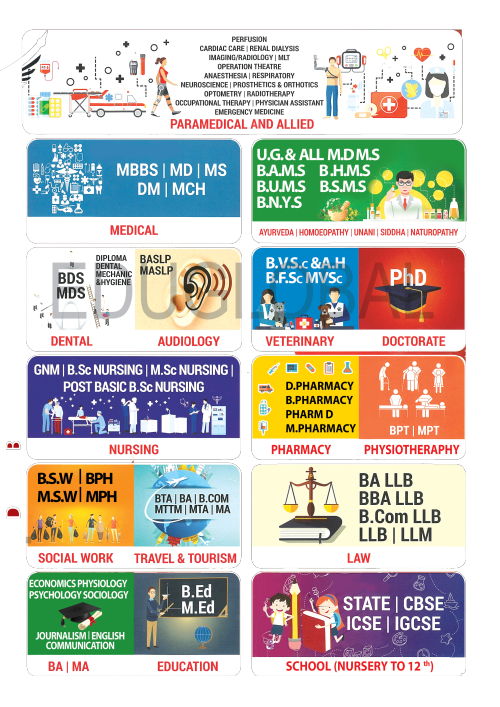 PERFUSION
CARDIAC CARE | RENAL DIALYSIS
IMAGING/RADIOLOGY | MLT
OPERATION THEATRE
ANAESTHESIA | RESPIRATORY
NEUROSCIENCE | PROSTHETICS & ORTHOTICS
OPTOMETRY | RADIOTHERAPY
OCCUPATIONAL THERAPY | PHYSICIAN ASSISTANT
EMERGENCY MEDICINE
PARAMEDICAL AND ALLIED
MBBS | MD | MS
DM | MCH
MEDICAL
U.G. & ALL M.D M.S
B.A.M.S B.H.M.S
B.U.M.S B.S.M.S
B.N.Y.S
AYURVEDA | HOMOEOPATHY | UNANI | SIDDHA | NATUROPATHY
EDUGLOBAL
BDS
MDS
DIPLOMA
DENTAL
MECHANIC
&HYGIENE
DENTAL
BASLP
MASLP
AUDIOLOGY
B.V.S.c &A.H
B.F.Sc MVSc
VETERINARY
PhD
DOCTORATE
GNM | B.Sc NURSING | M.Sc NURSING |
POST BASIC B.Sc NURSING
NURSING
D.PHARMACY
B.PHARMACY
PHARM D
M.PHARMACY
PHARMACY
BPT | MPT
PHYSIOTHERAPHY
B.S.W | BPH
M.S.W | MPH
SOCIAL WORK
BTA | BA | B.COM
MTTM | MTA | MA
TRAVEL & TOURISM
BA LLB
BBA LLB
B.Com LLB
LLB | LLM
LAW
ECONOMICS PHYSIOLOGY
PSYCHOLOGY SOCIOLOGY
JOURNALISM | ENGLISH
COMMUNICATION
BA | MA
B.Ed
M.Ed
EDUCATION
STATE | CBSE
ICSE | IGCSE
SCHOOL (NURSERY TO 12 th)